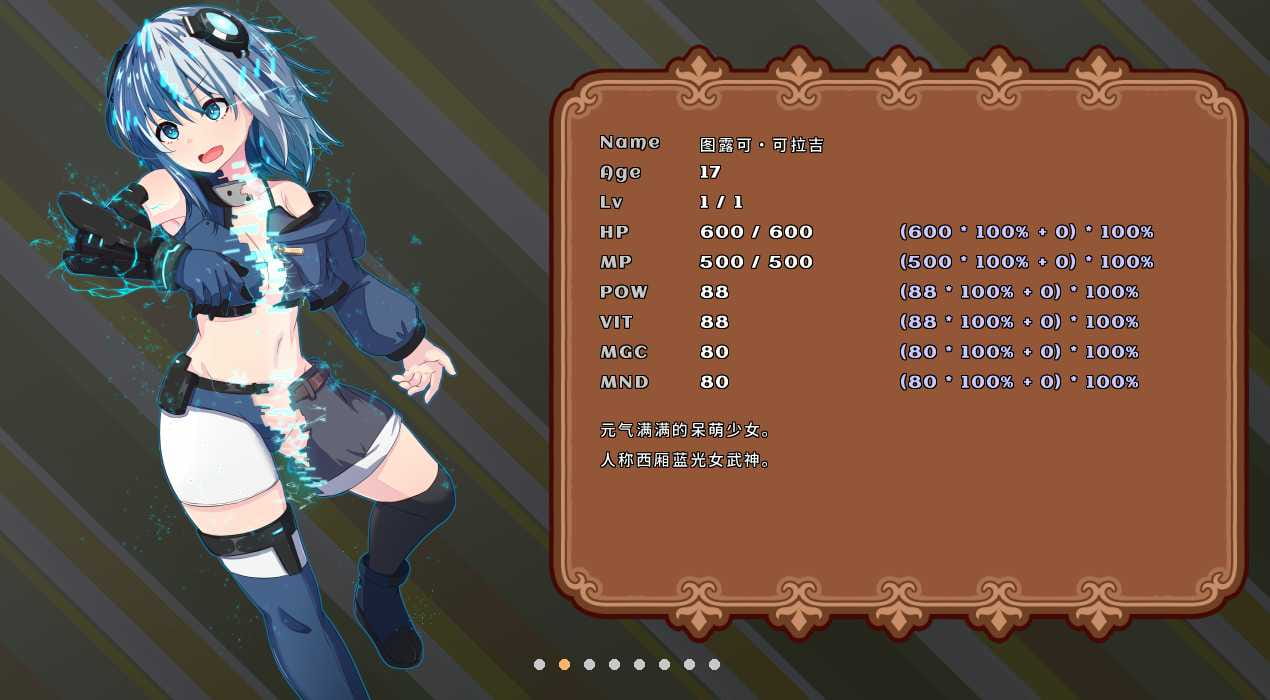 Name 图露可・可拉吉
Age 17
Lv 1 / 1
HP 600 / 600 (600 * 100% + 0) * 100%
MP 500 / 500 (500 * 100% + 0) * 100%
POW 88 (88 * 100% + 0) * 100%
VIT 88 (88 * 100% + 0) * 100%
MGC 80 (80 * 100% + 0) * 100%
MND 80 (80 * 100% + 0) * 100%
元气满满的呆萌少女。
人称西厢蓝光女武神。